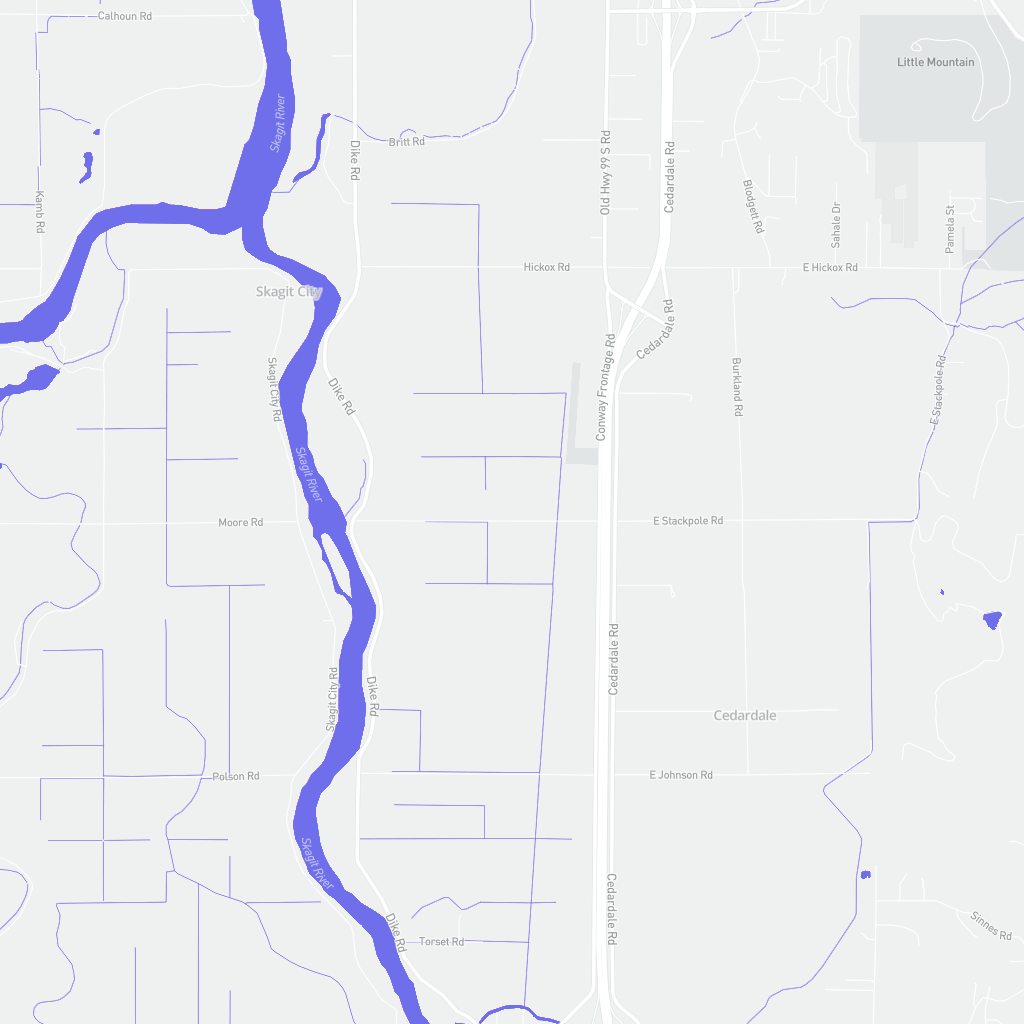 Calhoun Rd
Little Mountain
Skagit River
Britt Rd
Dike Rd
Old Hwy 99 S Rd
Cedardale Rd
Kamb Rd
Blodgett Rd
Sahale Dr
Pamela St
Hickox Rd
E Hickox Rd
Skagit City
Cedardale Rd
Conway Frontage Rd
Skagit City Rd
Dike Rd
Burkland Rd
E Stackpole Rd
Skagit River
Moore Rd
E Stackpole Rd
Cedardale Rd
Skagit City Rd
Dike Rd
Cedardale
Polson Rd
E Johnson Rd
Skagit River
Cedardale Rd
Dike Rd
Torset Rd
Sinnes Rd